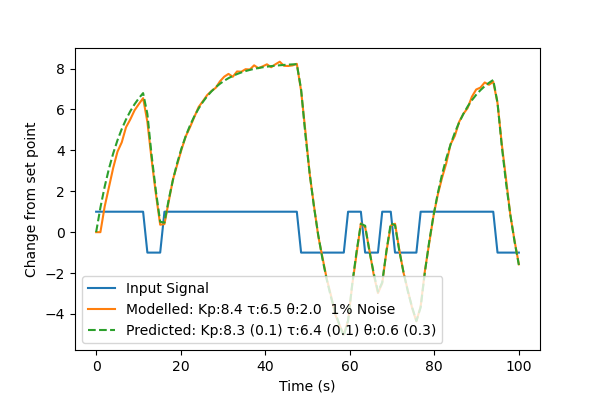 8
6
4
2
0
−2
−4
Change from set point
Input Signal
Modelled: Kp:8.4 τ:6.5 θ:2.0  1% Noise
Predicted: Kp:8.3 (0.1) τ:6.4 (0.1) θ:0.6 (0.3)
0 20 40 60 80 100
Time (s)